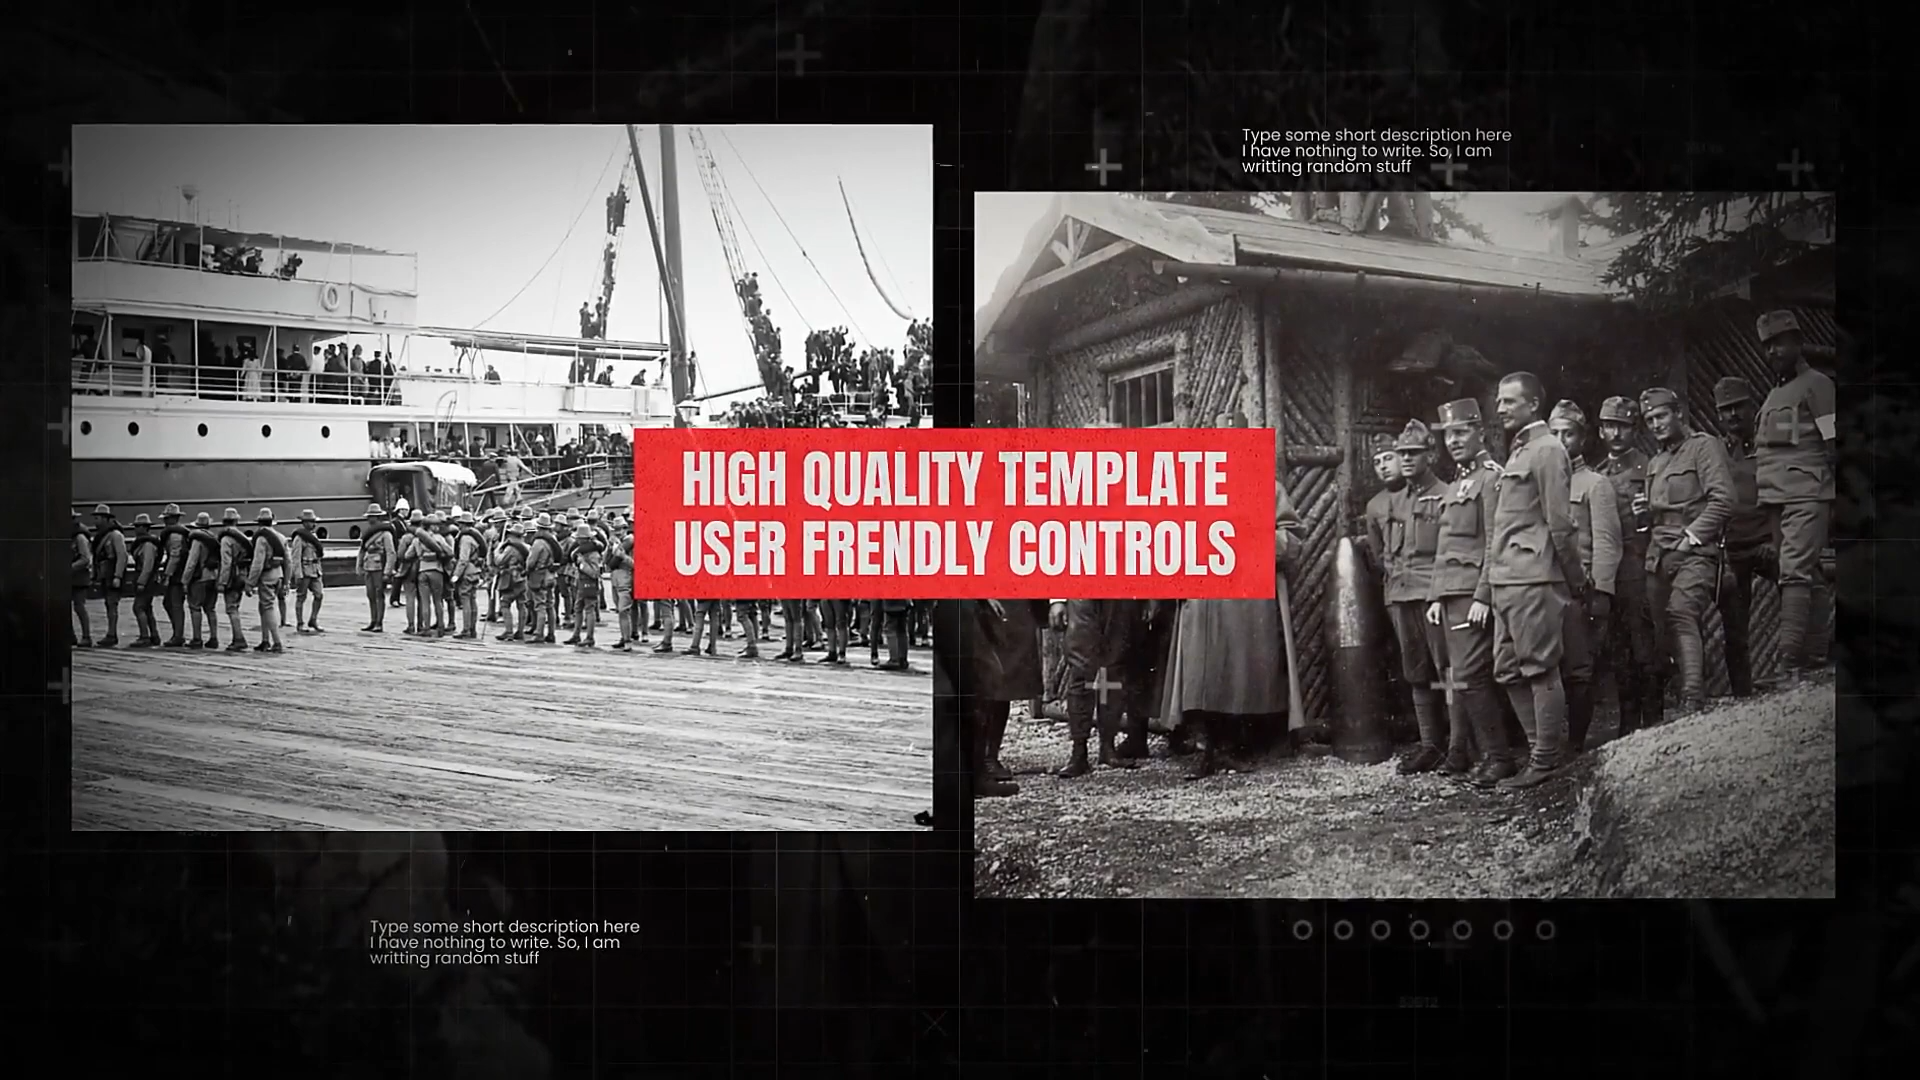 Type some short description here
I have nothing to write. So, I am
writting random stuff
HIGH QUALITY TEMPLATE
USER FRENDLY CONTROLS
Type some short description here
I have nothing to write. So, I am
writting random stuff